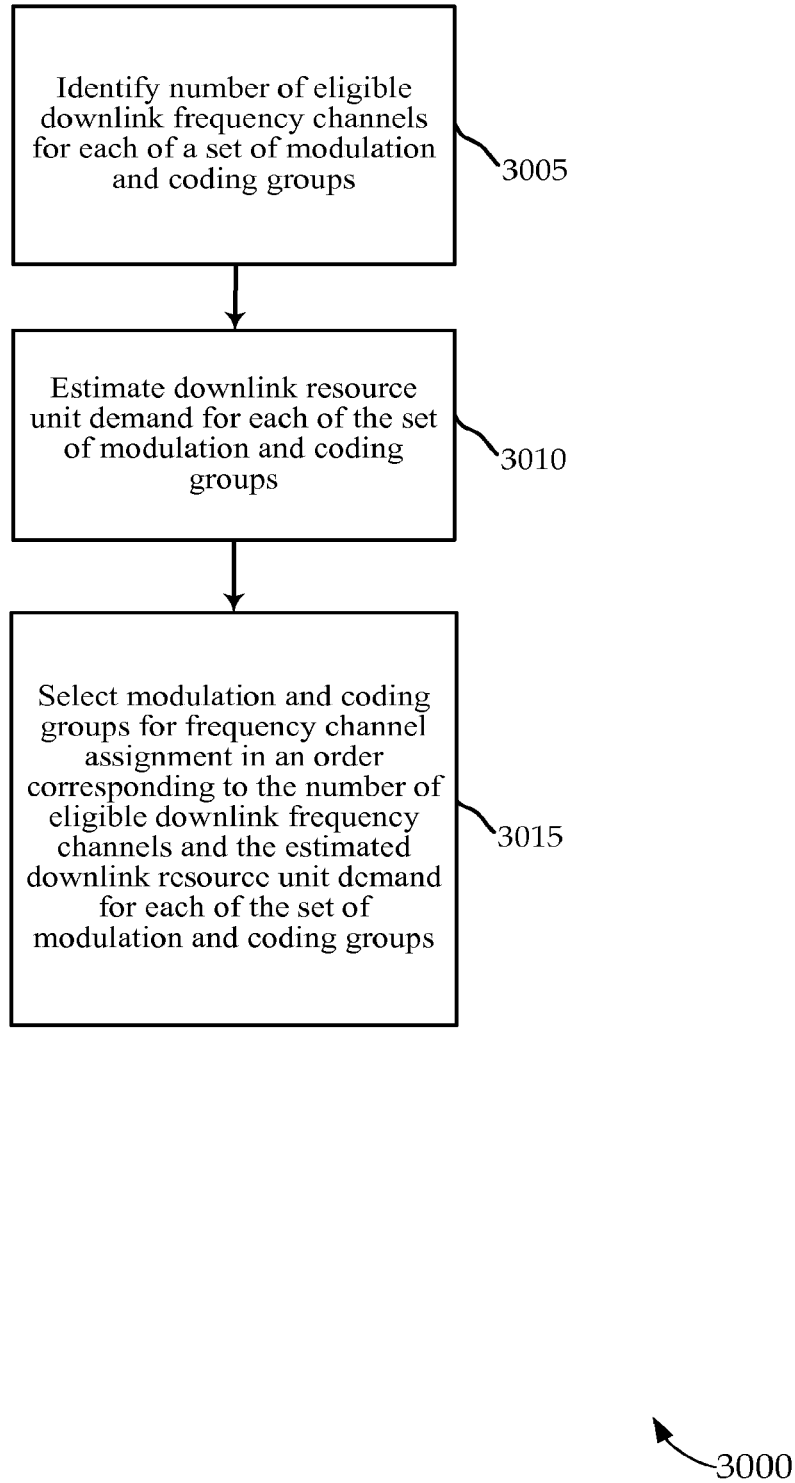 Identify number of eligible
downlink frequency channels
for each of a set of modulation
and coding groups
3005
Estimate downlink resource
unit demand for each of the set
of modulation and coding
groups
3010
Select modulation and coding
groups for frequency channel
assignment in an order
corresponding to the number of
eligible downlink frequency
channels and the estimated
downlink resource unit demand
for each of the set of
modulation and coding groups
3015
3000